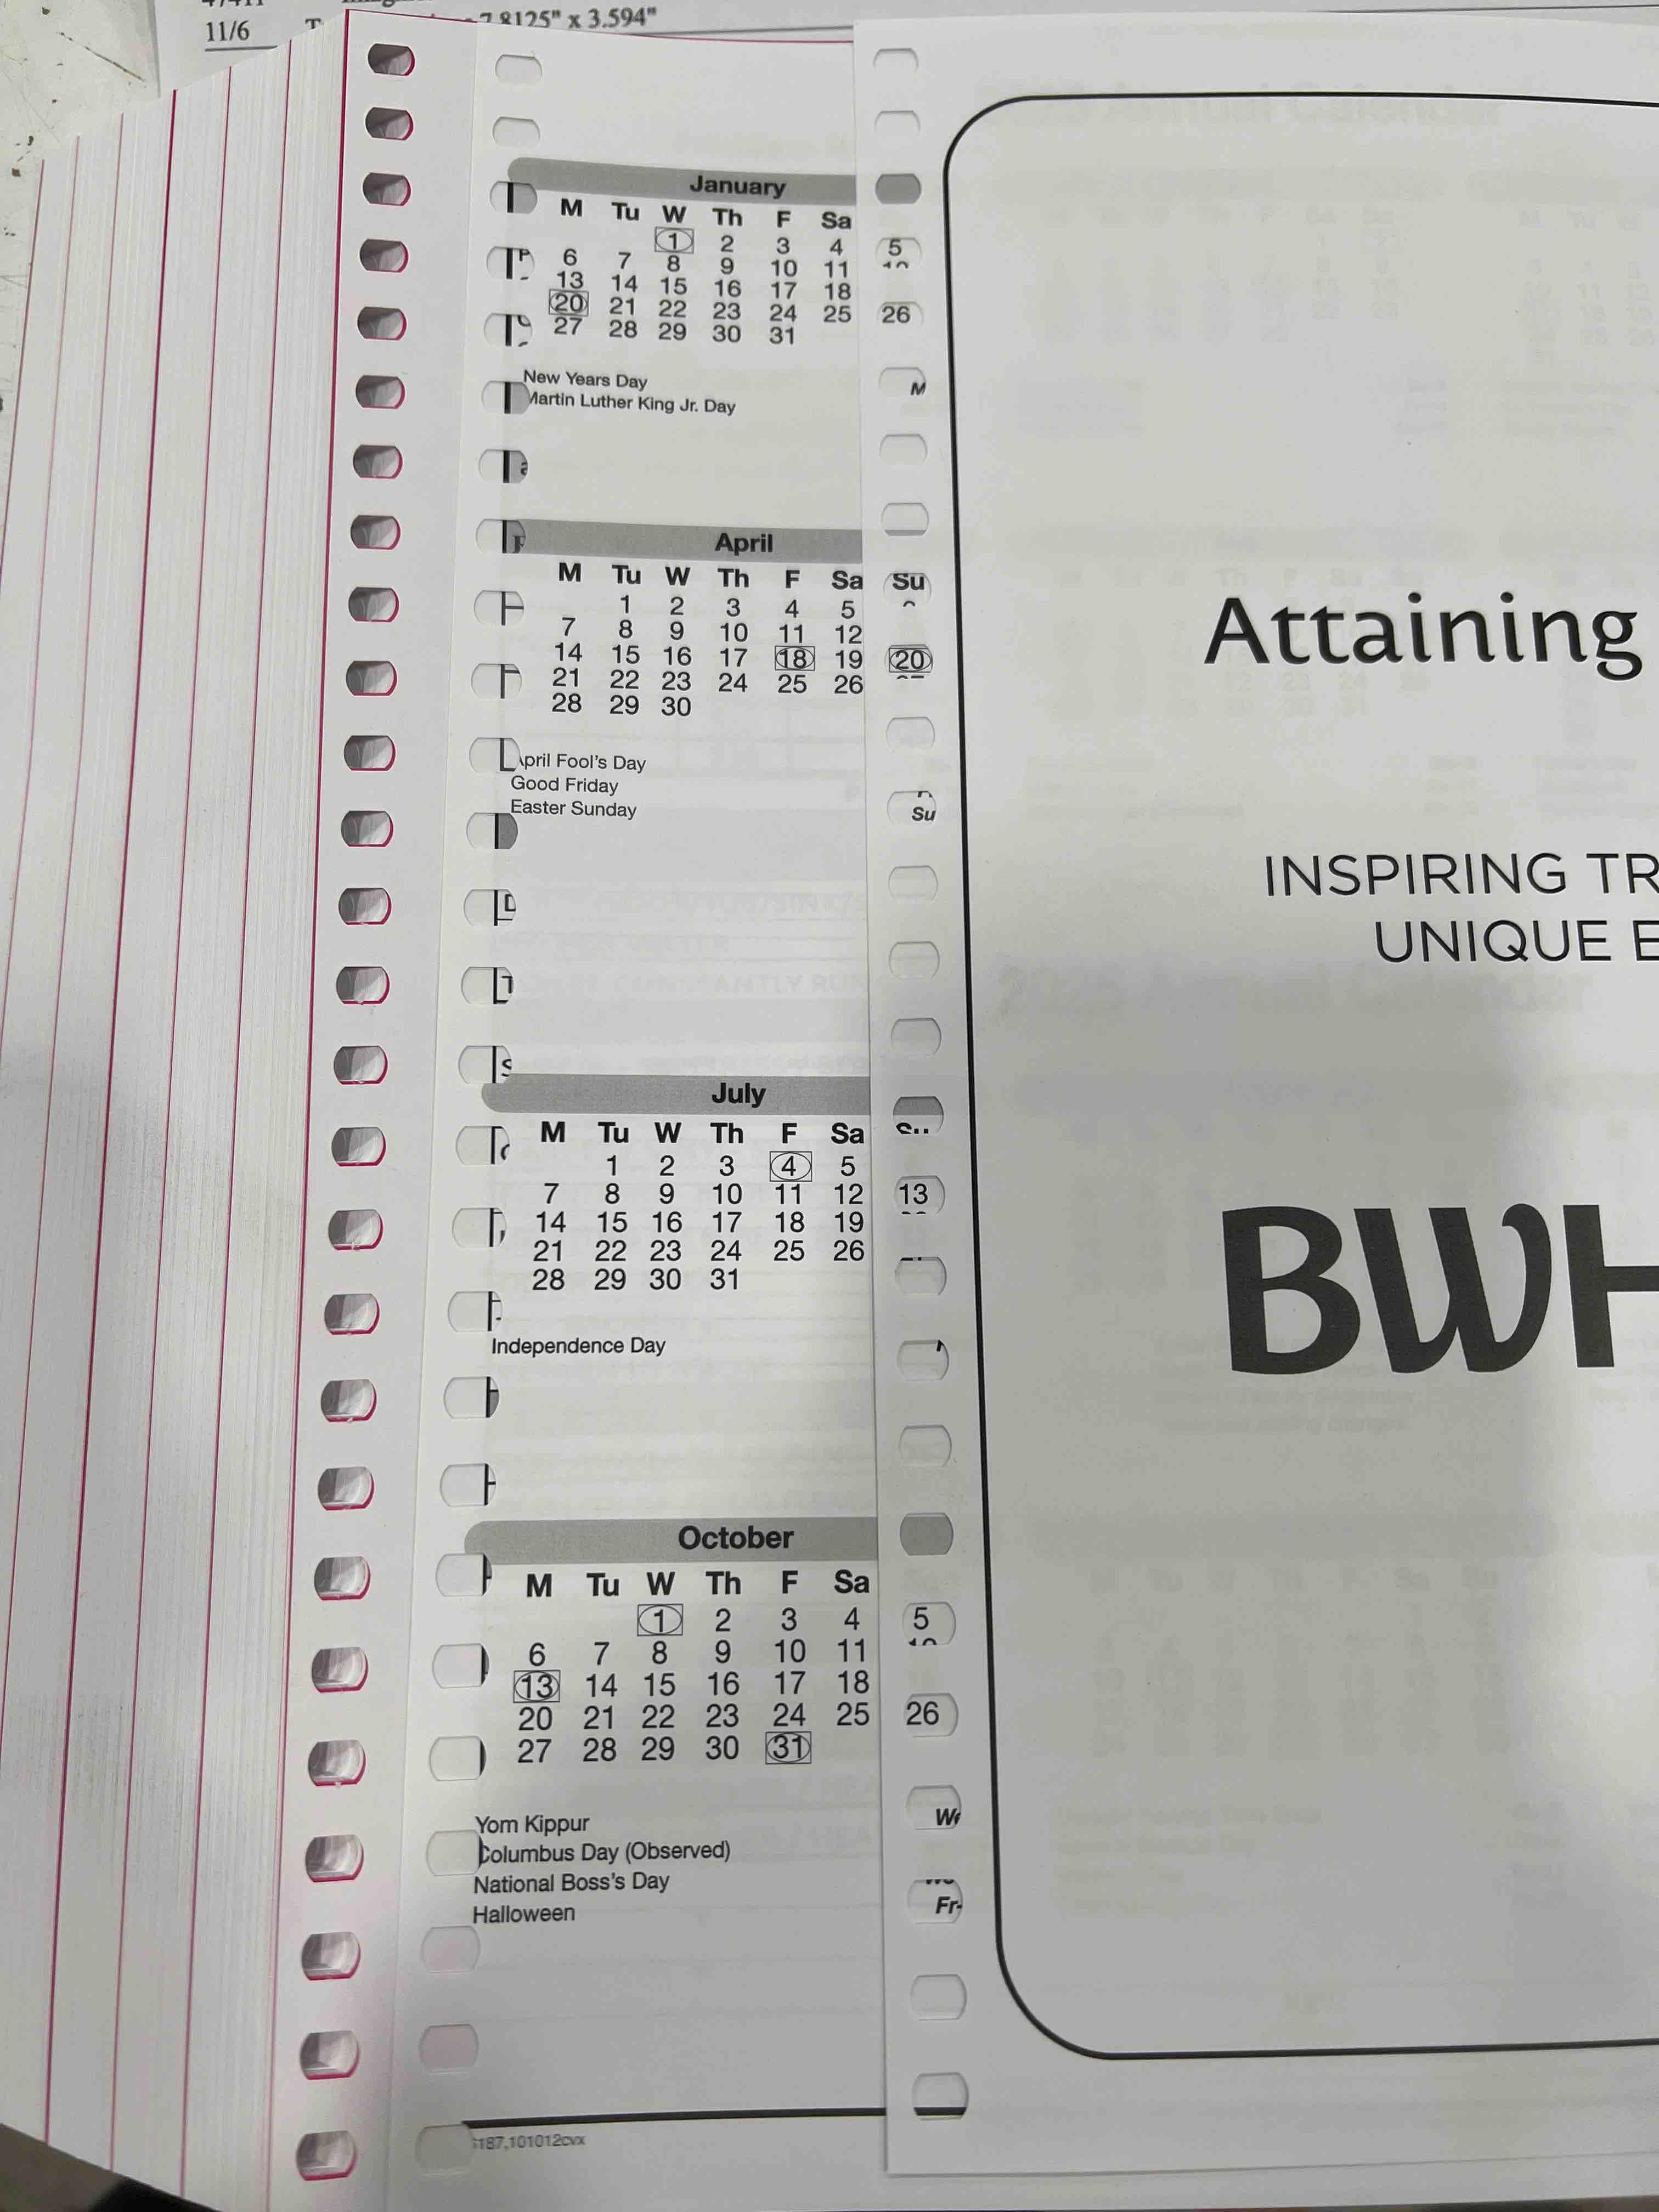 11/6
7.8125" x 3.594"
January
M Tu W Th F Sa
1 2 3 4 5
6 7 8 9 10 11
13 14 15 16 17 18
20 21 22 23 24 25 26
27 28 29 30 31
New Years Day
Martin Luther King Jr. Day
April
M Tu W Th F Sa Su
1 2 3 4 5
7 8 9 10 11 12
14 15 16 17 18 19 20
21 22 23 24 25 26
28 29 30
April Fool's Day
Good Friday
Easter Sunday
Su
July
M Tu W Th F Sa
1 2 3 4 5
7 8 9 10 11 12 13
14 15 16 17 18 19
21 22 23 24 25 26
28 29 30 31
Independence Day
October
M Tu W Th F Sa
1 2 3 4 5
6 7 8 9 10 11
13 14 15 16 17 18
20 21 22 23 24 25 26
27 28 29 30 31
Yom Kippur
Columbus Day (Observed)
National Boss's Day
Halloween
187,101012cvx
Attaining
INSPIRING TR
UNIQUE E
BWH